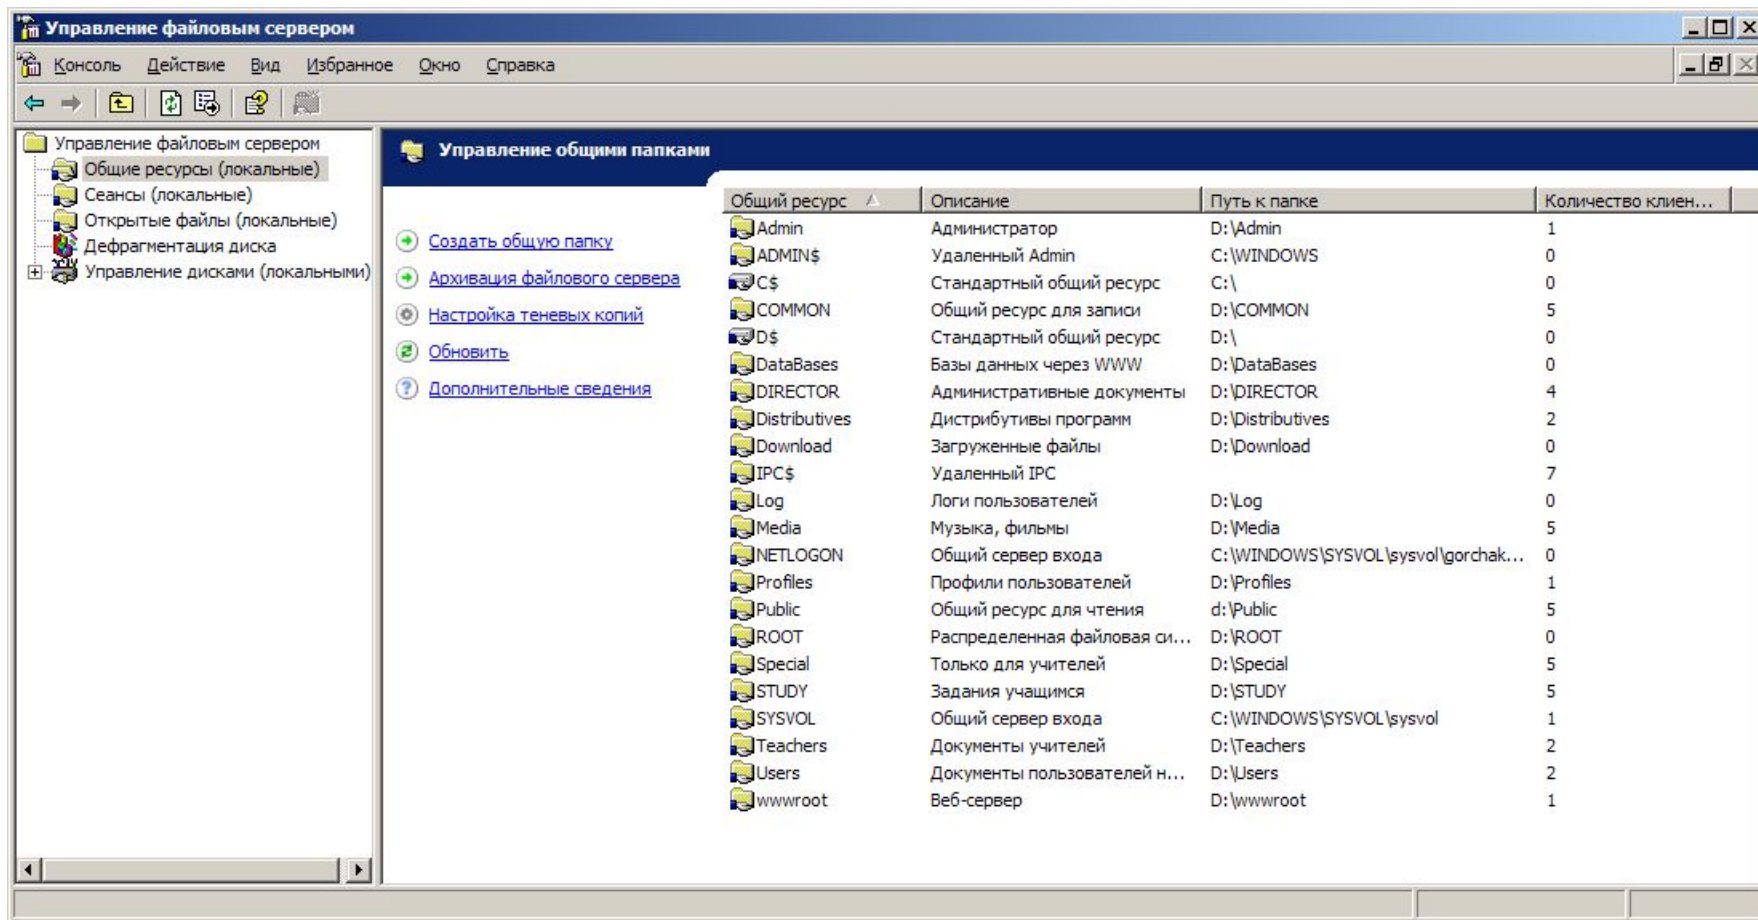 Управление файловым сервером
Консоль Действие Вид Избранное Окно Справка
Управление файловым сервером
Общие ресурсы (локальные)
Сеансы (локальные)
Открытые файлы (локальные)
Дефрагментация диска
Управление дисками (локальными)
Управление общими папками
Создать общую папку
Архивация файлового сервера
Настройка теневых копий
Обновить
Дополнительные сведения
Общий ресурс Описание Путь к папке Количество клиен...
Admin Администратор D:\Admin 1
ADMIN$ Удаленный Admin C:\WINDOWS 0
C$ Стандартный общий ресурс C:\ 0
COMMON Общий ресурс для записи D:\COMMON 5
D$ Стандартный общий ресурс D:\ 0
DataBases Базы данных через WWW D:\DataBases 0
DIRECTOR Административные документы D:\DIRECTOR 4
Distributives Дистрибутивы программ D:\Distributives 2
Download Загруженные файлы D:\Download 0
IPC$ Удаленный IPC 7
Log Логи пользователей D:\Log 0
Media Музыка, фильмы D:\Media 5
NETLOGON Общий сервер входа C:\WINDOWS\SYSVOL\sysvol\gorchak... 0
Profiles Профили пользователей D:\Profiles 1
Public Общий ресурс для чтения d:\Public 5
ROOT Распределенная файловая си... D:\ROOT 0
Special Только для учителей D:\Special 5
STUDY Задания учащимся D:\STUDY 5
SYSVOL Общий сервер входа C:\WINDOWS\SYSVOL\sysvol 1
Teachers Документы учителей D:\Teachers 2
Users Документы пользователей н... D:\Users 2
wwwroot Веб-сервер D:\wwwroot 1